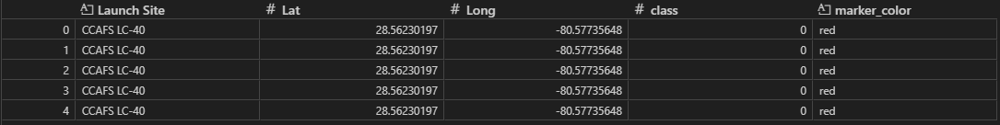 Launch Site # Lat # Long # class marker_color
0 CCAFS LC-40 28.56230197 -80.57735648 0 red
1 CCAFS LC-40 28.56230197 -80.57735648 0 red
2 CCAFS LC-40 28.56230197 -80.57735648 0 red
3 CCAFS LC-40 28.56230197 -80.57735648 0 red
4 CCAFS LC-40 28.56230197 -80.57735648 0 red